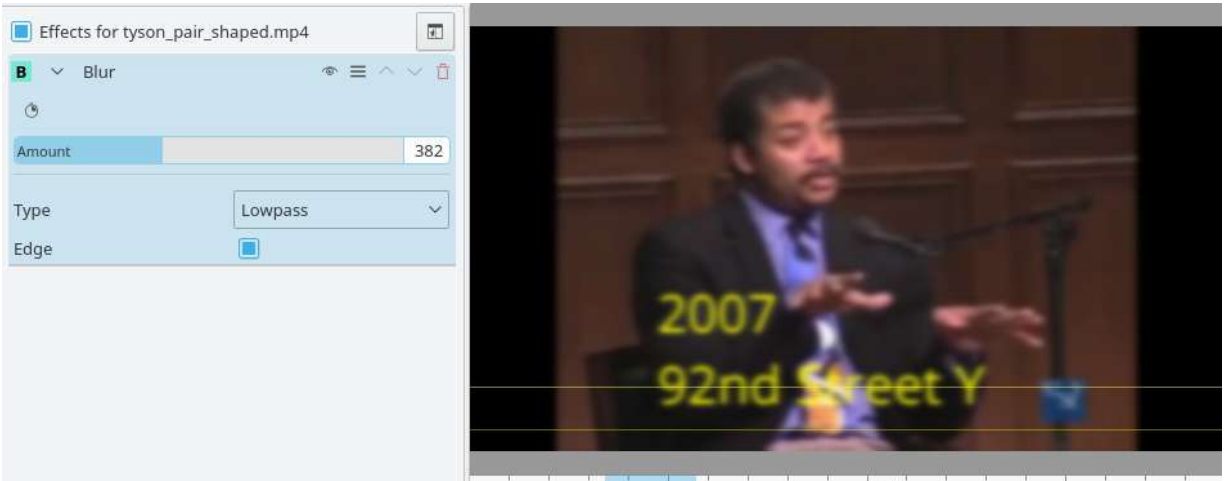 Effects for tyson_pair_shaped.mp4
B Blur
Amount 382
Type Lowpass
Edge
2007
92nd Street Y